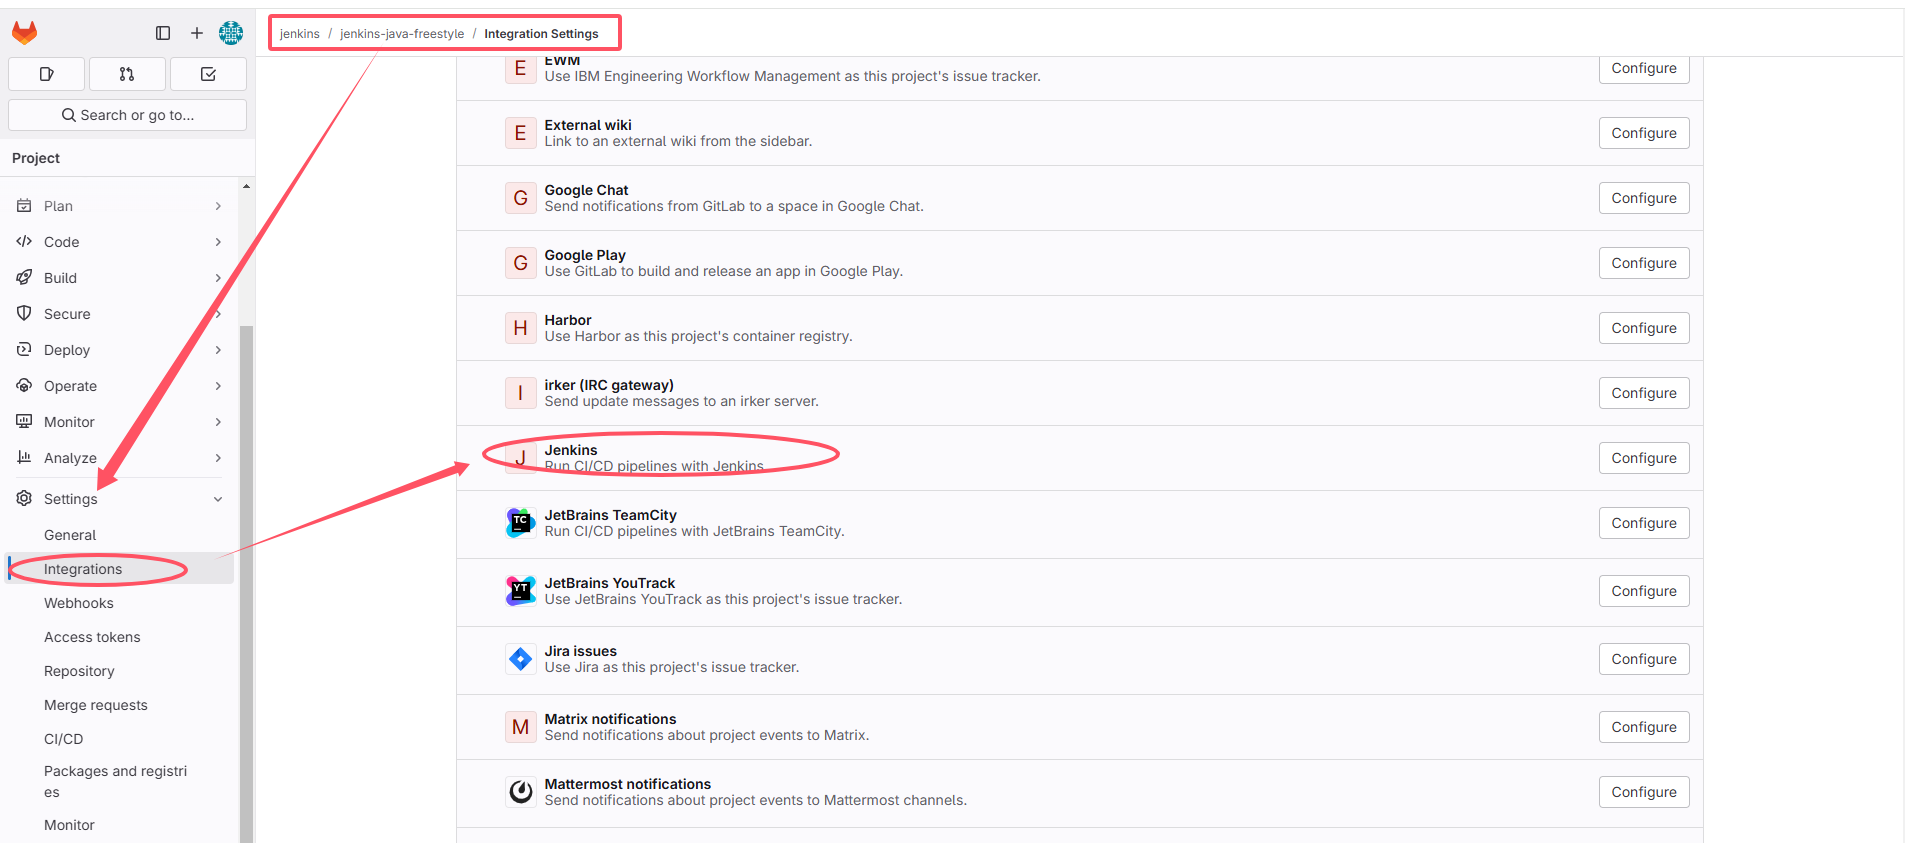 jenkins / jenkins-java-freestyle / Integration Settings
Search or go to...
Project
Plan
Code
Build
Secure
Deploy
Operate
Monitor
Analyze
Settings
General
Integrations
Webhooks
Access tokens
Repository
Merge requests
CI/CD
Packages and registri
es
Monitor
E
EWM
Use IBM Engineering Workflow Management as this project's issue tracker.
Configure
E
External wiki
Link to an external wiki from the sidebar.
Configure
G
Google Chat
Send notifications from GitLab to a space in Google Chat.
Configure
G
Google Play
Use GitLab to build and release an app in Google Play.
Configure
H
Harbor
Use Harbor as this project's container registry.
Configure
I
irker (IRC gateway)
Send update messages to an irker server.
Configure
J
Jenkins
Run CI/CD pipelines with Jenkins
Configure
TC
JetBrains TeamCity
Run CI/CD pipelines with JetBrains TeamCity.
Configure
YT
JetBrains YouTrack
Use JetBrains YouTrack as this project's issue tracker.
Configure
Jira issues
Use Jira as this project's issue tracker.
Configure
M
Matrix notifications
Send notifications about project events to Matrix.
Configure
Mattermost notifications
Send notifications about project events to Mattermost channels.
Configure